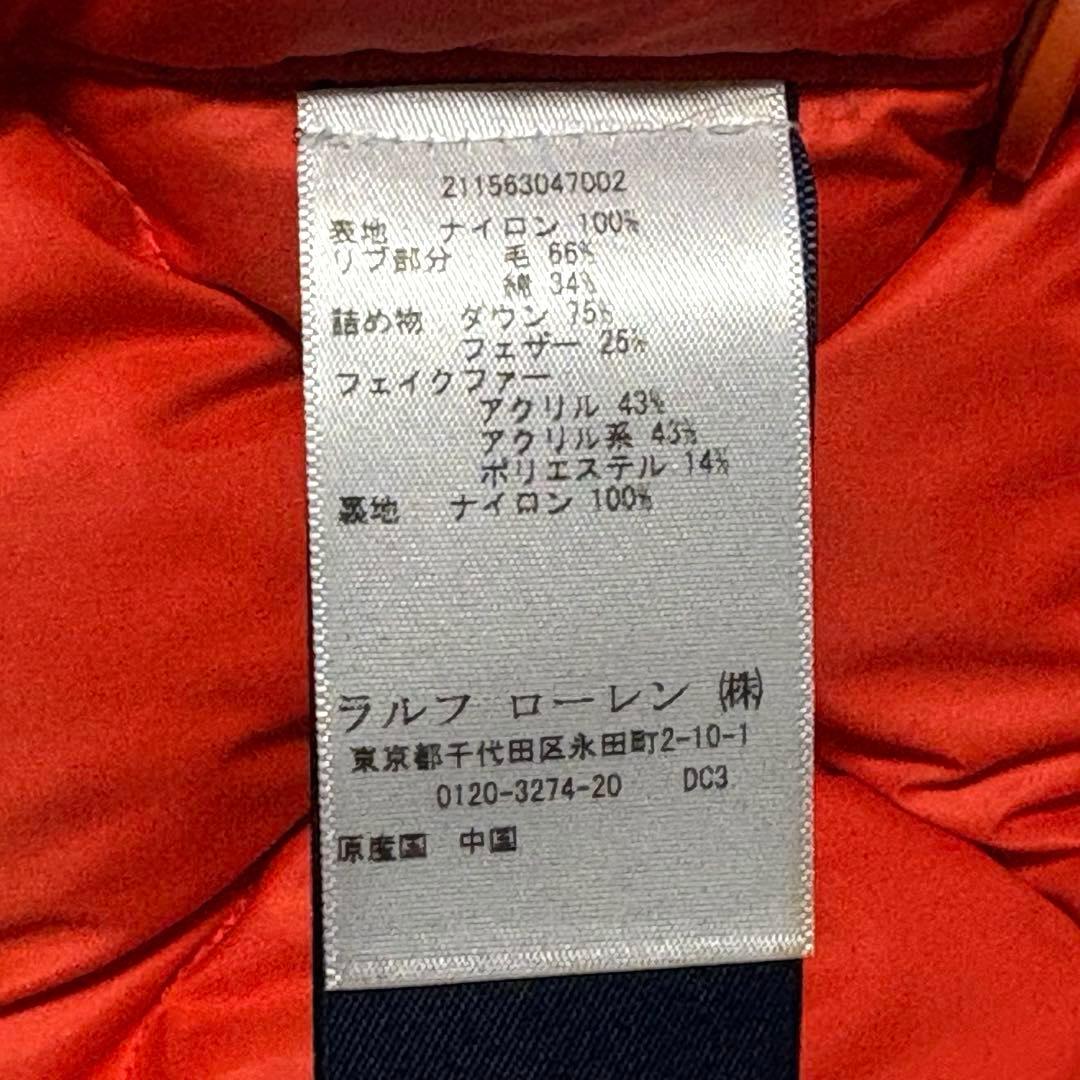 211563047002
表地 ナイロン 100%
リブ部分 毛 66%
綿 34%
詰め物 ダウン 75%
フェザー 25%
フェイクファー
アクリル 43%
アクリル系 43%
ポリエステル 14%
裏地 ナイロン 100%
ラルフ ローレン ㈱
東京都千代田区永田町2-10-1
0120-3274-20 DC3
原産国 中国